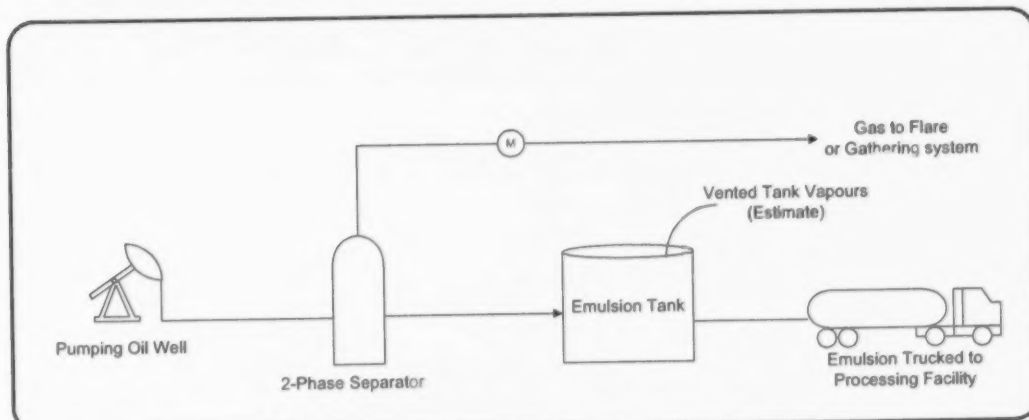 M
Gas to Flare
or Gathering system
Vented Tank Vapours
(Estimate)
Emulsion Tank
Pumping Oil Well
2-Phase Separator
Emulsion Trucked to
Processing Facility